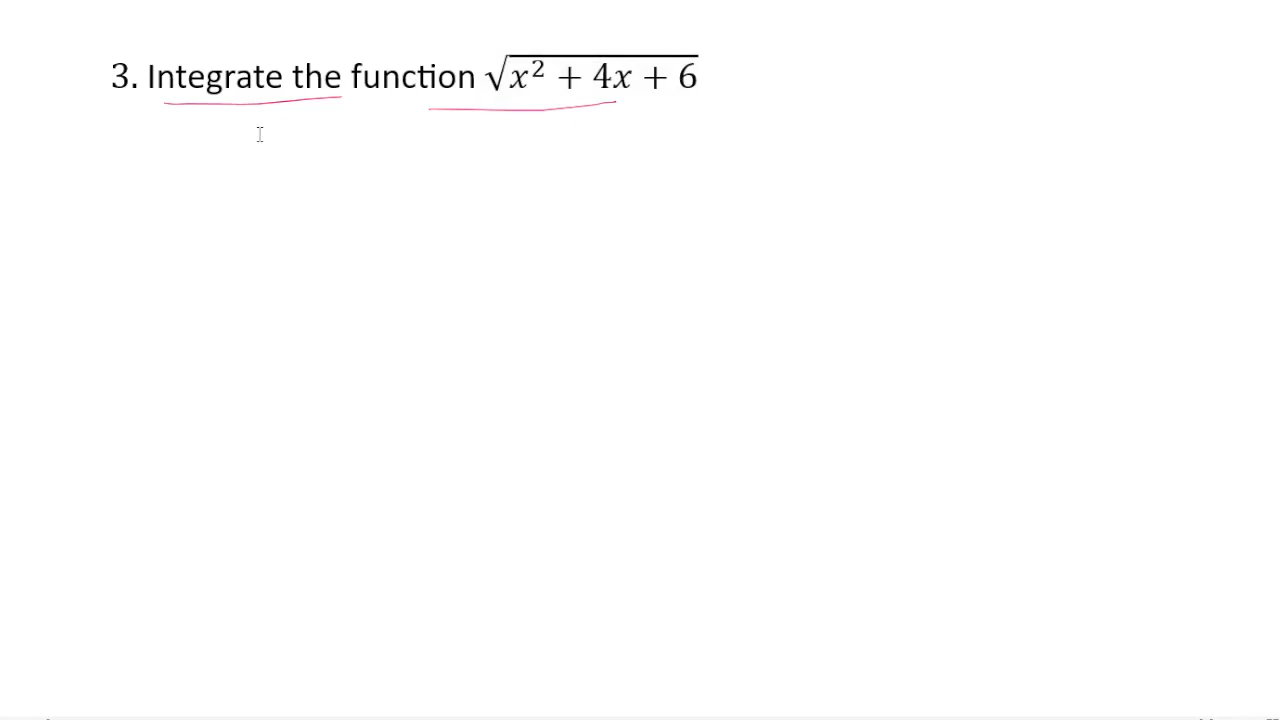 3. Integrate the function √x² + 4x + 6